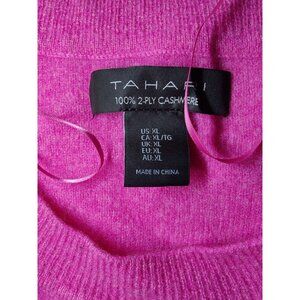 TAHARI
100% 2-PLY CASHMERE
US: XL
CA: XL/TG
UK: XL
EU: XL
AU: XL
MADE IN CHINA